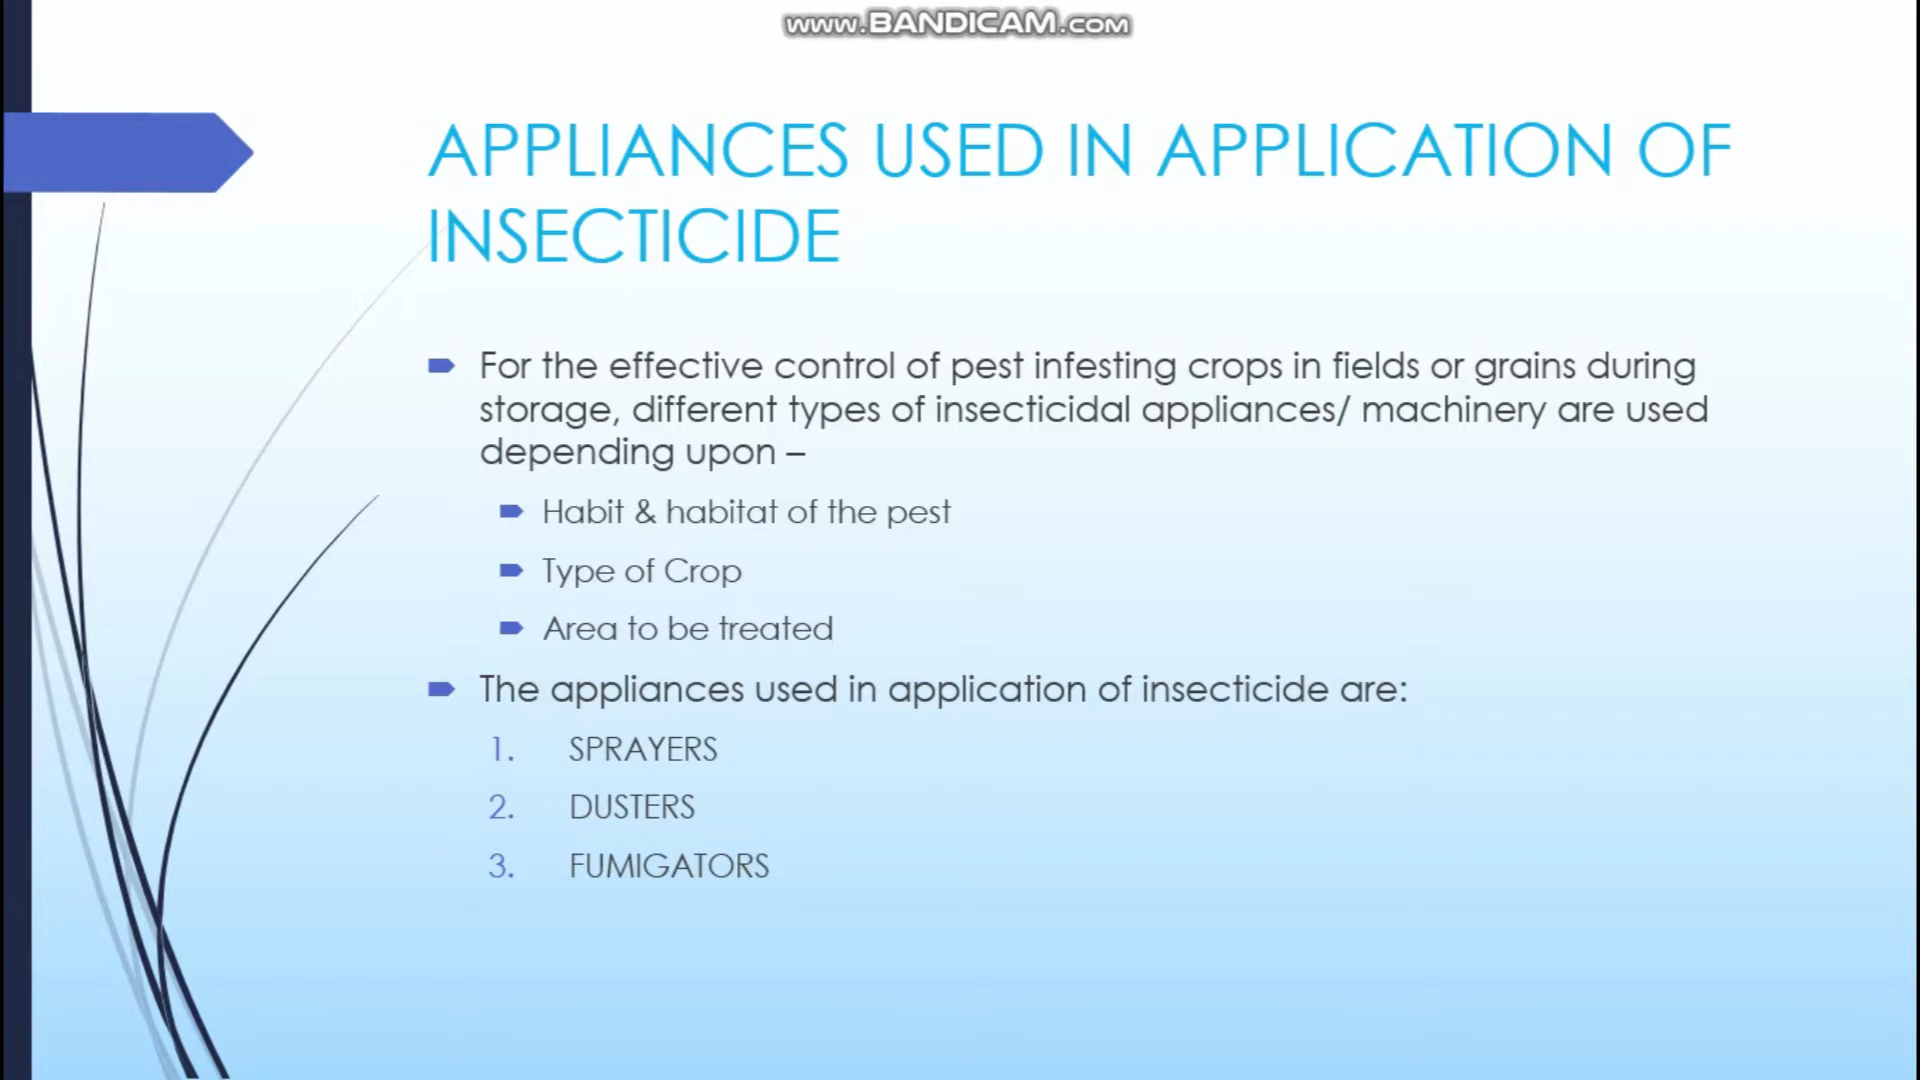 www.BANDICAM.com
APPLIANCES USED IN APPLICATION OF
INSECTICIDE
For the effective control of pest infesting crops in fields or grains during
storage, different types of insecticidal appliances/ machinery are used
depending upon –
Habit & habitat of the pest
Type of Crop
Area to be treated
The appliances used in application of insecticide are:
1. SPRAYERS
2. DUSTERS
3. FUMIGATORS